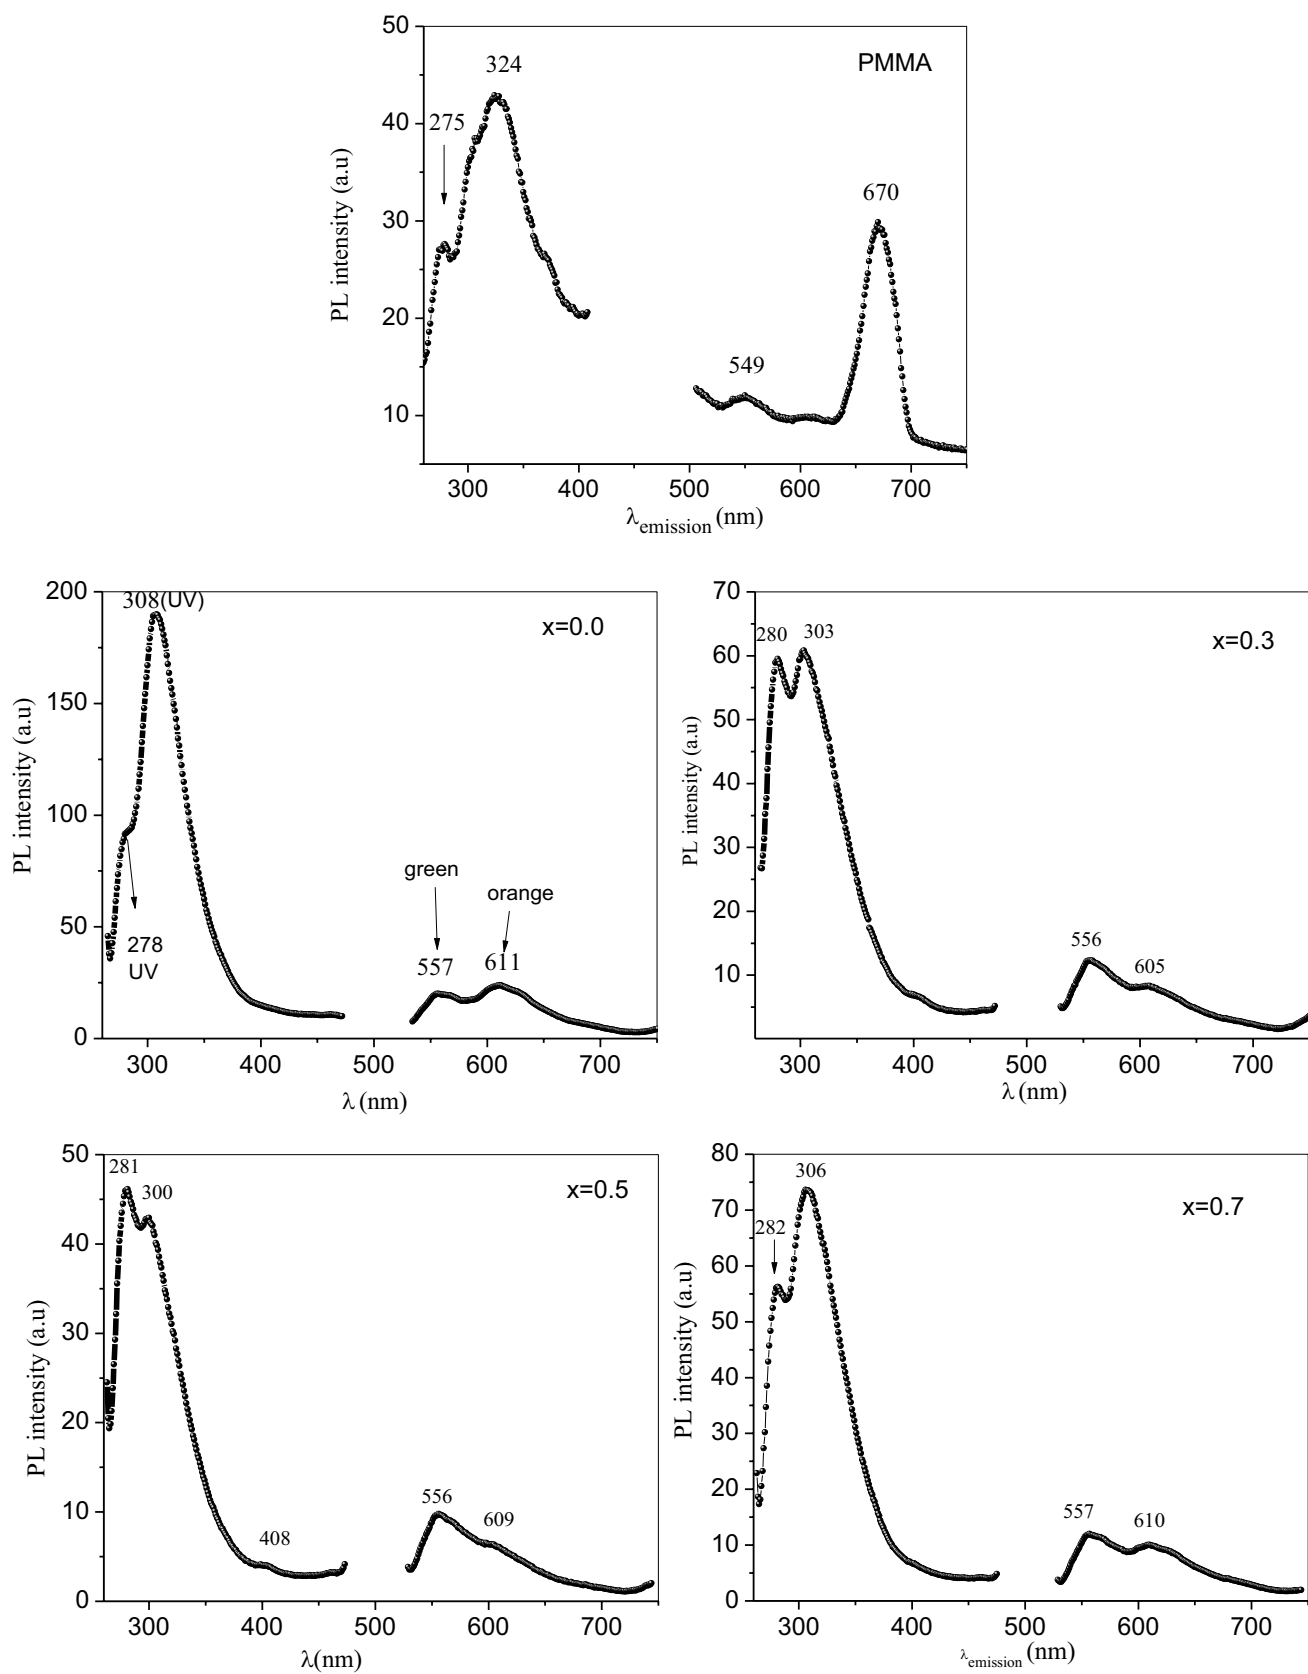 50
40
30
20
10
PL intensity (a.u)
324
275
PMMA
670
549
300 400 500 600 700
λemission (nm)
200
150
100
50
0
PL intensity (a.u)
308(UV)
x=0.0
green
orange
278
UV
557
611
300 400 500 600 700
λ (nm)
70
60
50
40
30
20
10
PL intensity (a.u)
280
303
x=0.3
556
605
300 400 500 600 700
λ (nm)
50
40
30
20
10
0
PL intensity (a.u)
281
300
x=0.5
408
556
609
300 400 500 600 700
λ(nm)
80
70
60
50
40
30
20
10
0
PL intensity (a.u)
306
282
x=0.7
557
610
300 400 500 600 700
λemission (nm)